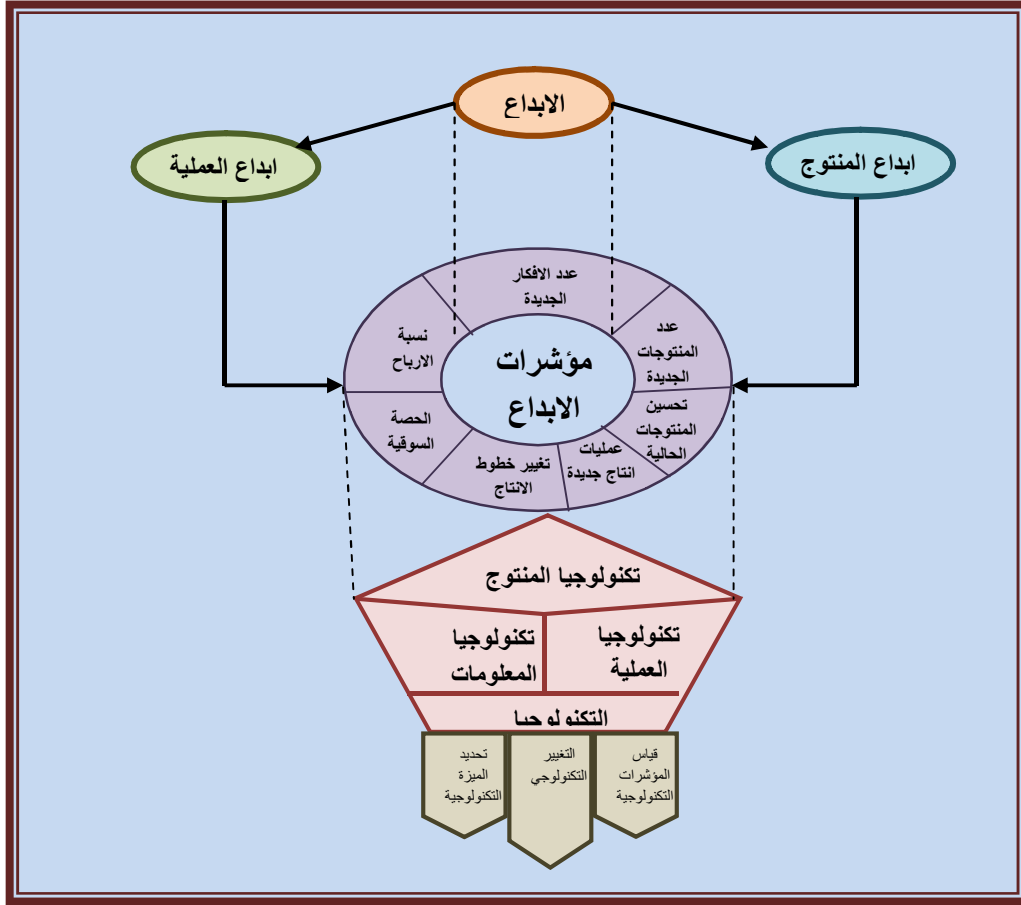 الابداع
ابداع المنتوج
ابداع العملية
عدد الافكار
الجديدة
عدد
المنتوجات
الجديدة
تحسين
المنتوجات
الحالية
عمليات
انتاج جديدة
تغيير خطوط
الانتاج
الحصة
السوقية
نسبة
الارباح
مؤشرات
الابداع
تكنولوجيا المنتوج
تكنولوجيا
العملية
تكنولوجيا
المعلومات
التكنولوجيا
قياس
المؤشرات
التكنولوجية
التغيير
التكنولوجي
تحديد
الميزة
التكنولوجية